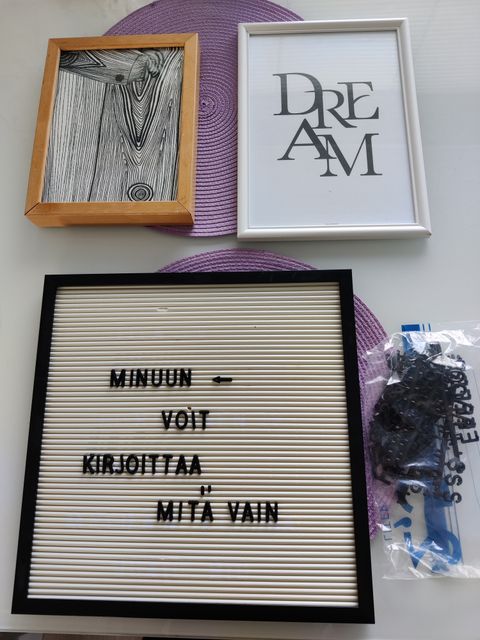 DREAM
MINUUN ←
VOIT
KIRJOITTAA
MITÄ VAIN